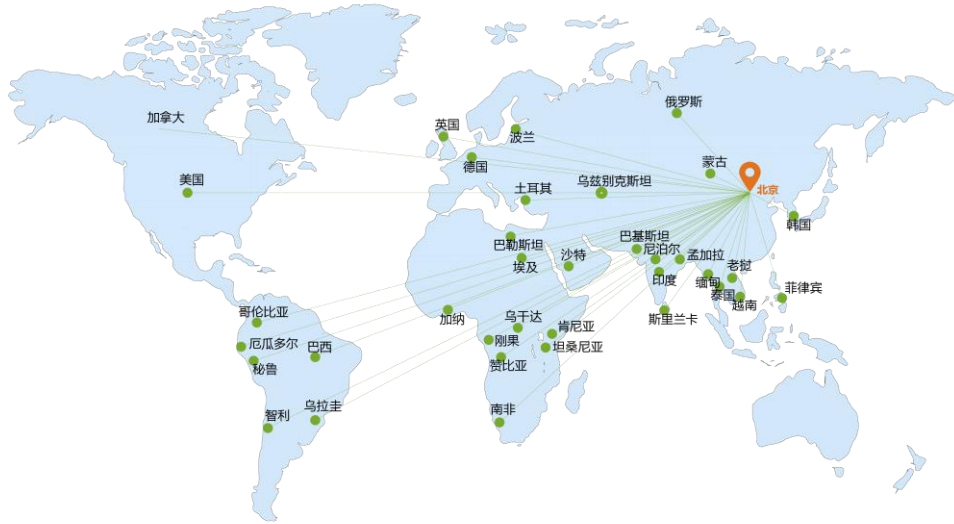 加拿大
美国
英国
波兰
德国
俄罗斯
蒙古
北京
韩国
土耳其
乌兹别克斯坦
巴勒斯坦
埃及
沙特
巴基斯坦
尼泊尔
孟加拉
印度
缅甸
老挝
泰国
越南
菲律宾
斯里兰卡
哥伦比亚
厄瓜多尔
秘鲁
巴西
智利
乌拉圭
加纳
乌干达
刚果
肯尼亚
坦桑尼亚
赞比亚
南非